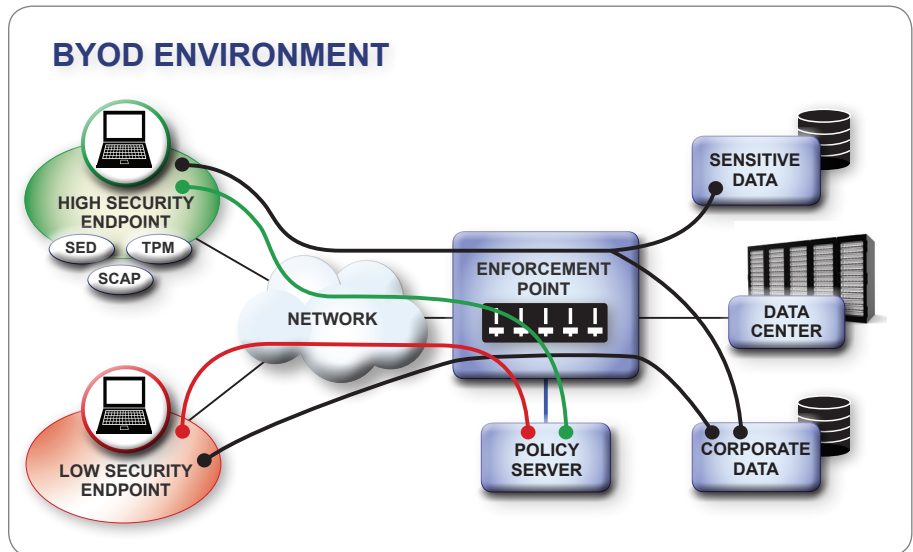 BYOD ENVIRONMENT
HIGH SECURITY
ENDPOINT
SED
TPM
SCAP
NETWORK
ENFORCEMENT
POINT
SENSITIVE
DATA
DATA
CENTER
LOW SECURITY
ENDPOINT
POLICY
SERVER
CORPORATE
DATA